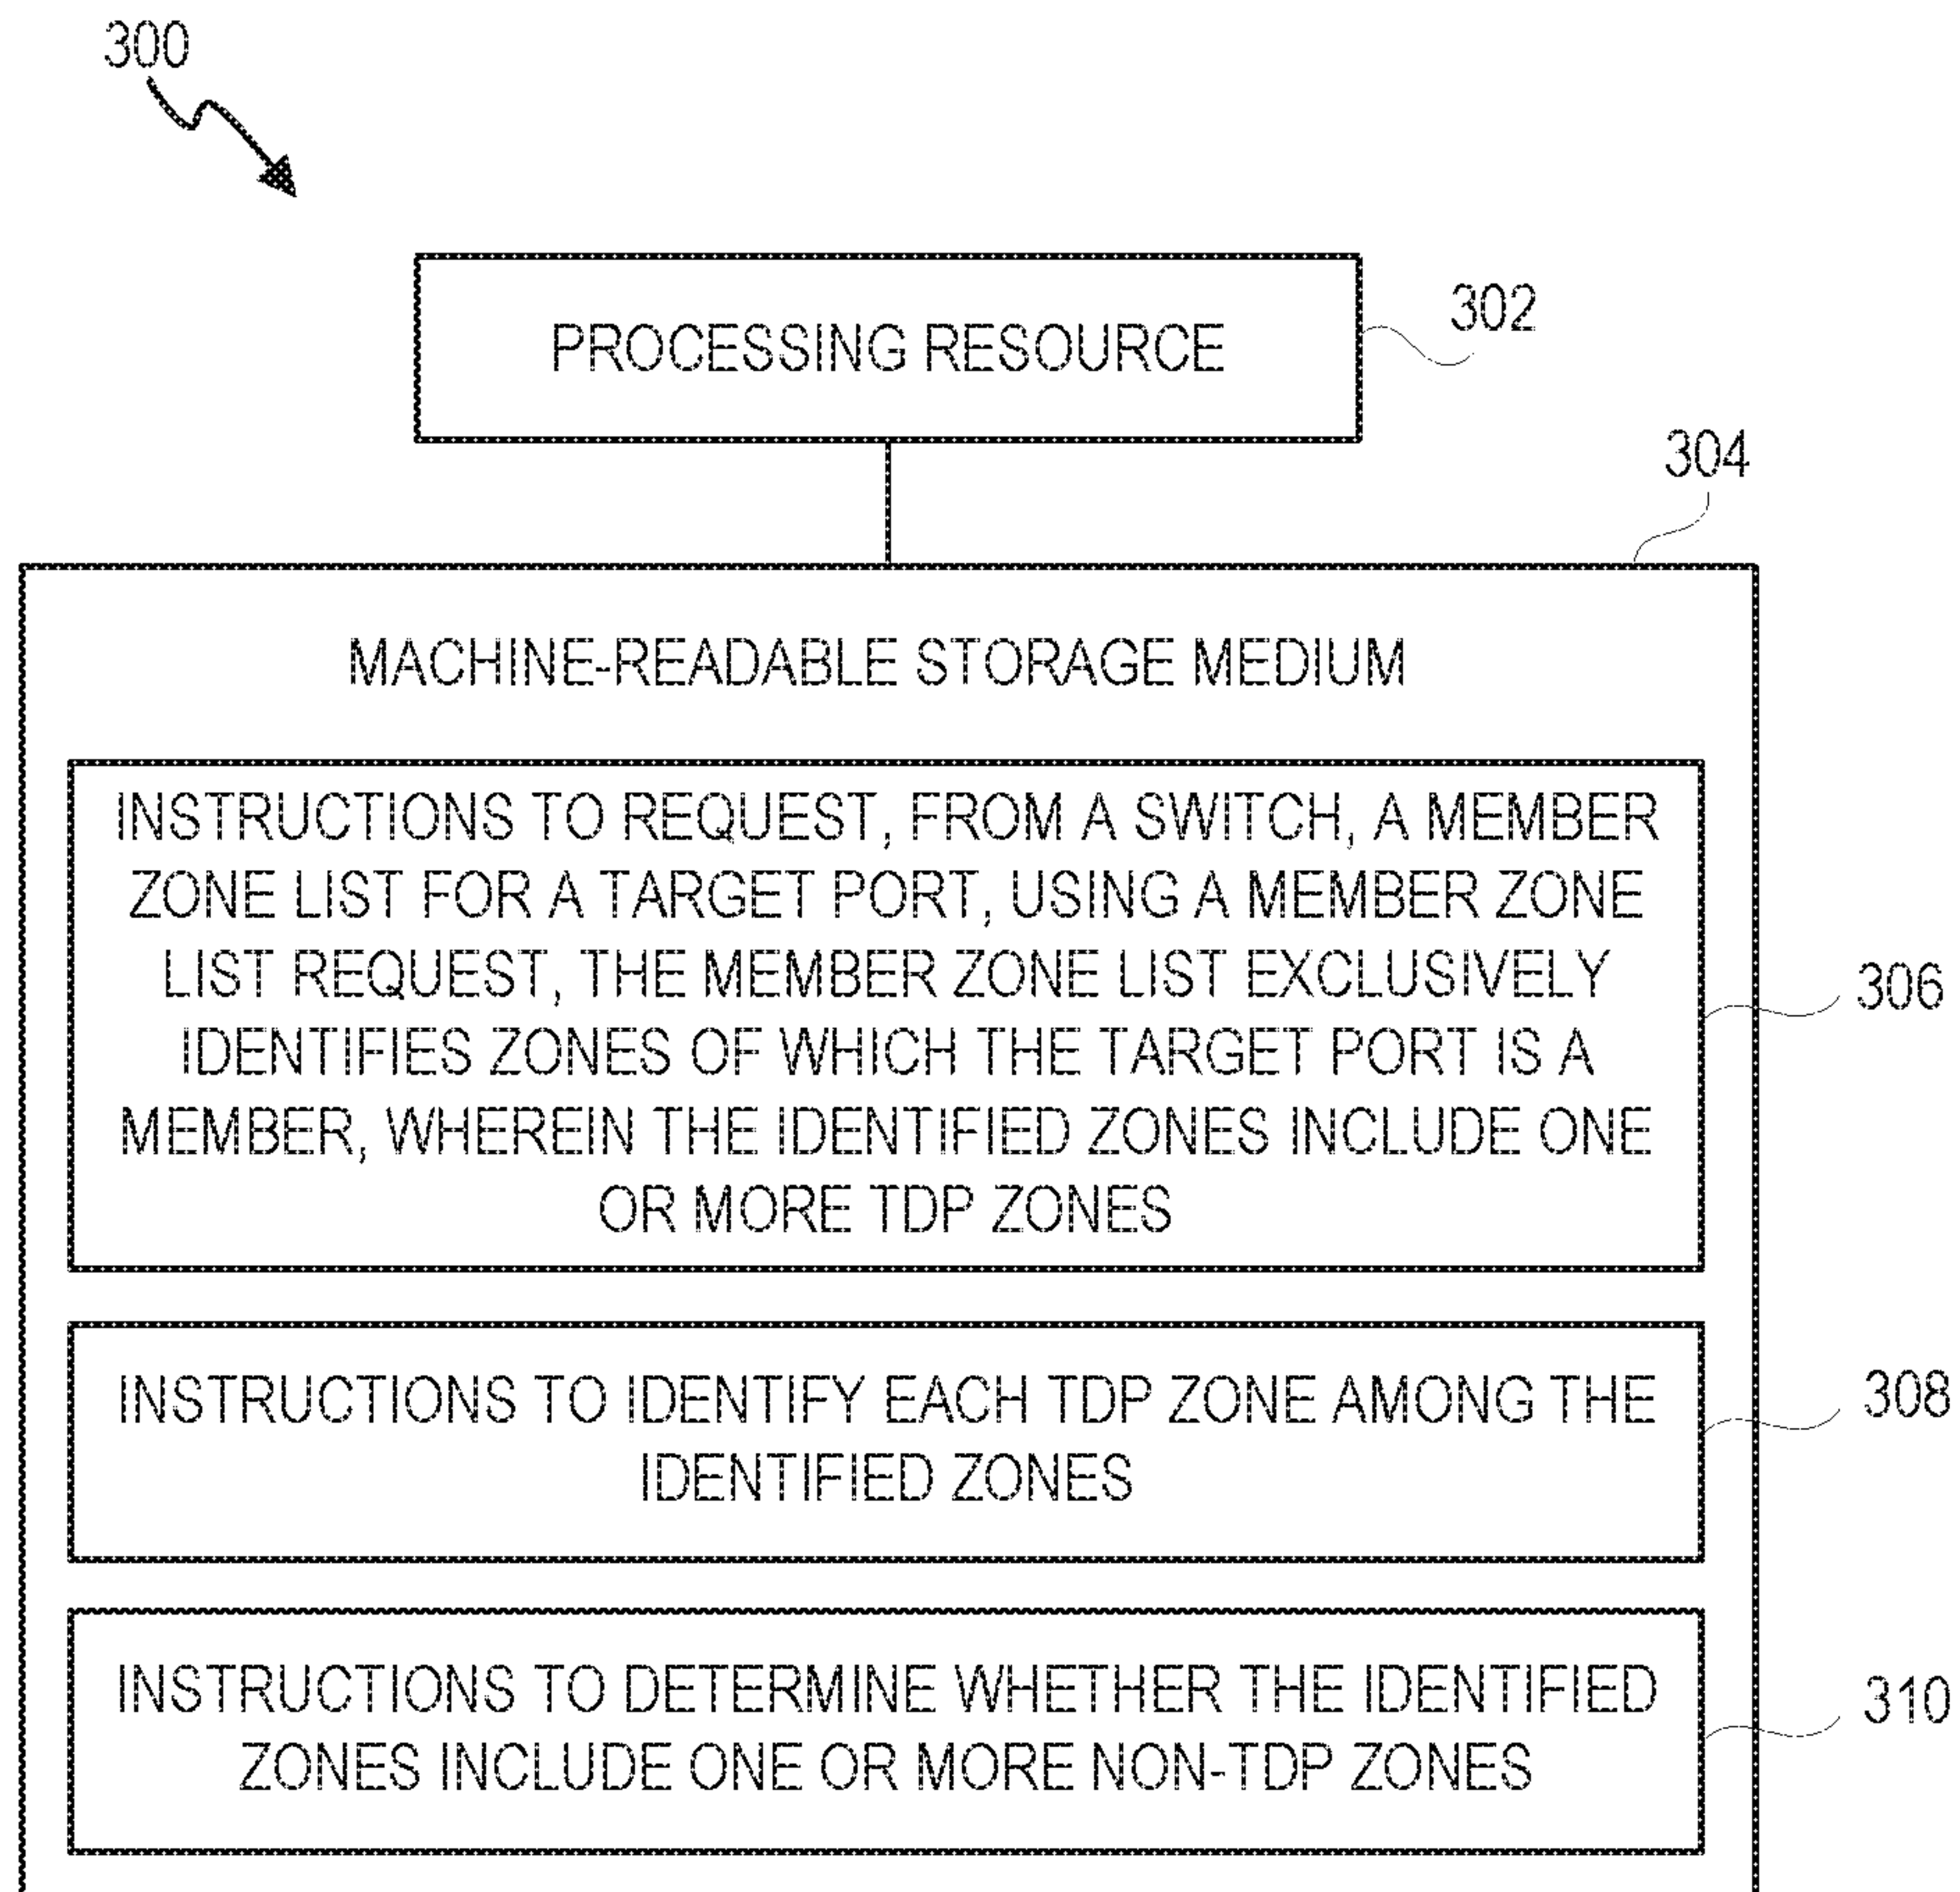 300
PROCESSING RESOURCE
302
304
MACHINE-READABLE STORAGE MEDIUM
INSTRUCTIONS TO REQUEST, FROM A SWITCH, A MEMBER
ZONE LIST FOR A TARGET PORT, USING A MEMBER ZONE
LIST REQUEST, THE MEMBER ZONE LIST EXCLUSIVELY
IDENTIFIES ZONES OF WHICH THE TARGET PORT IS A
MEMBER, WHEREIN THE IDENTIFIED ZONES INCLUDE ONE
OR MORE TDP ZONES
306
INSTRUCTIONS TO IDENTIFY EACH TDP ZONE AMONG THE
IDENTIFIED ZONES
308
INSTRUCTIONS TO DETERMINE WHETHER THE IDENTIFIED
ZONES INCLUDE ONE OR MORE NON-TDP ZONES
310